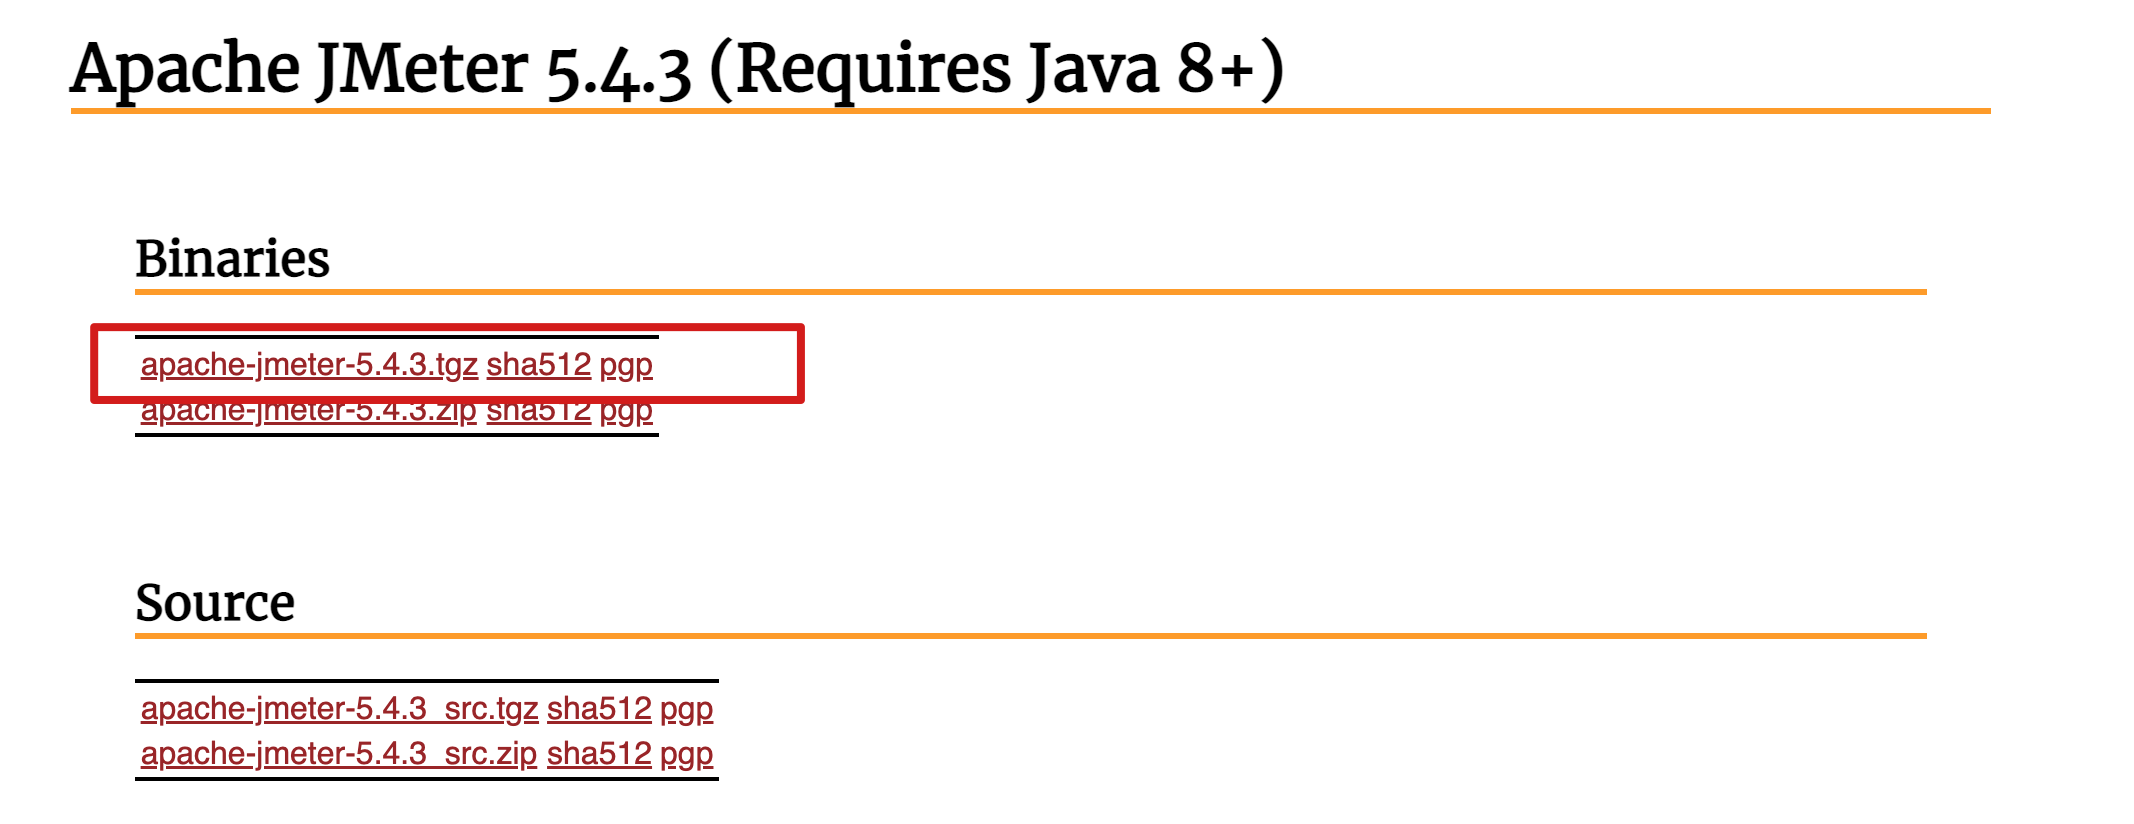 Apache JMeter 5.4.3 (Requires Java 8+)
Binaries
apache-jmeter-5.4.3.tgz sha512 pgp
apache-jmeter-5.4.3.zip sha512 pgp
Source
apache-jmeter-5.4.3_src.tgz sha512 pgp
apache-jmeter-5.4.3_src.zip sha512 pgp